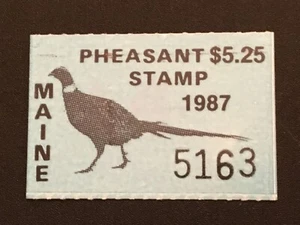 PHEASANT $5.25
STAMP
1987
MAINE
5163